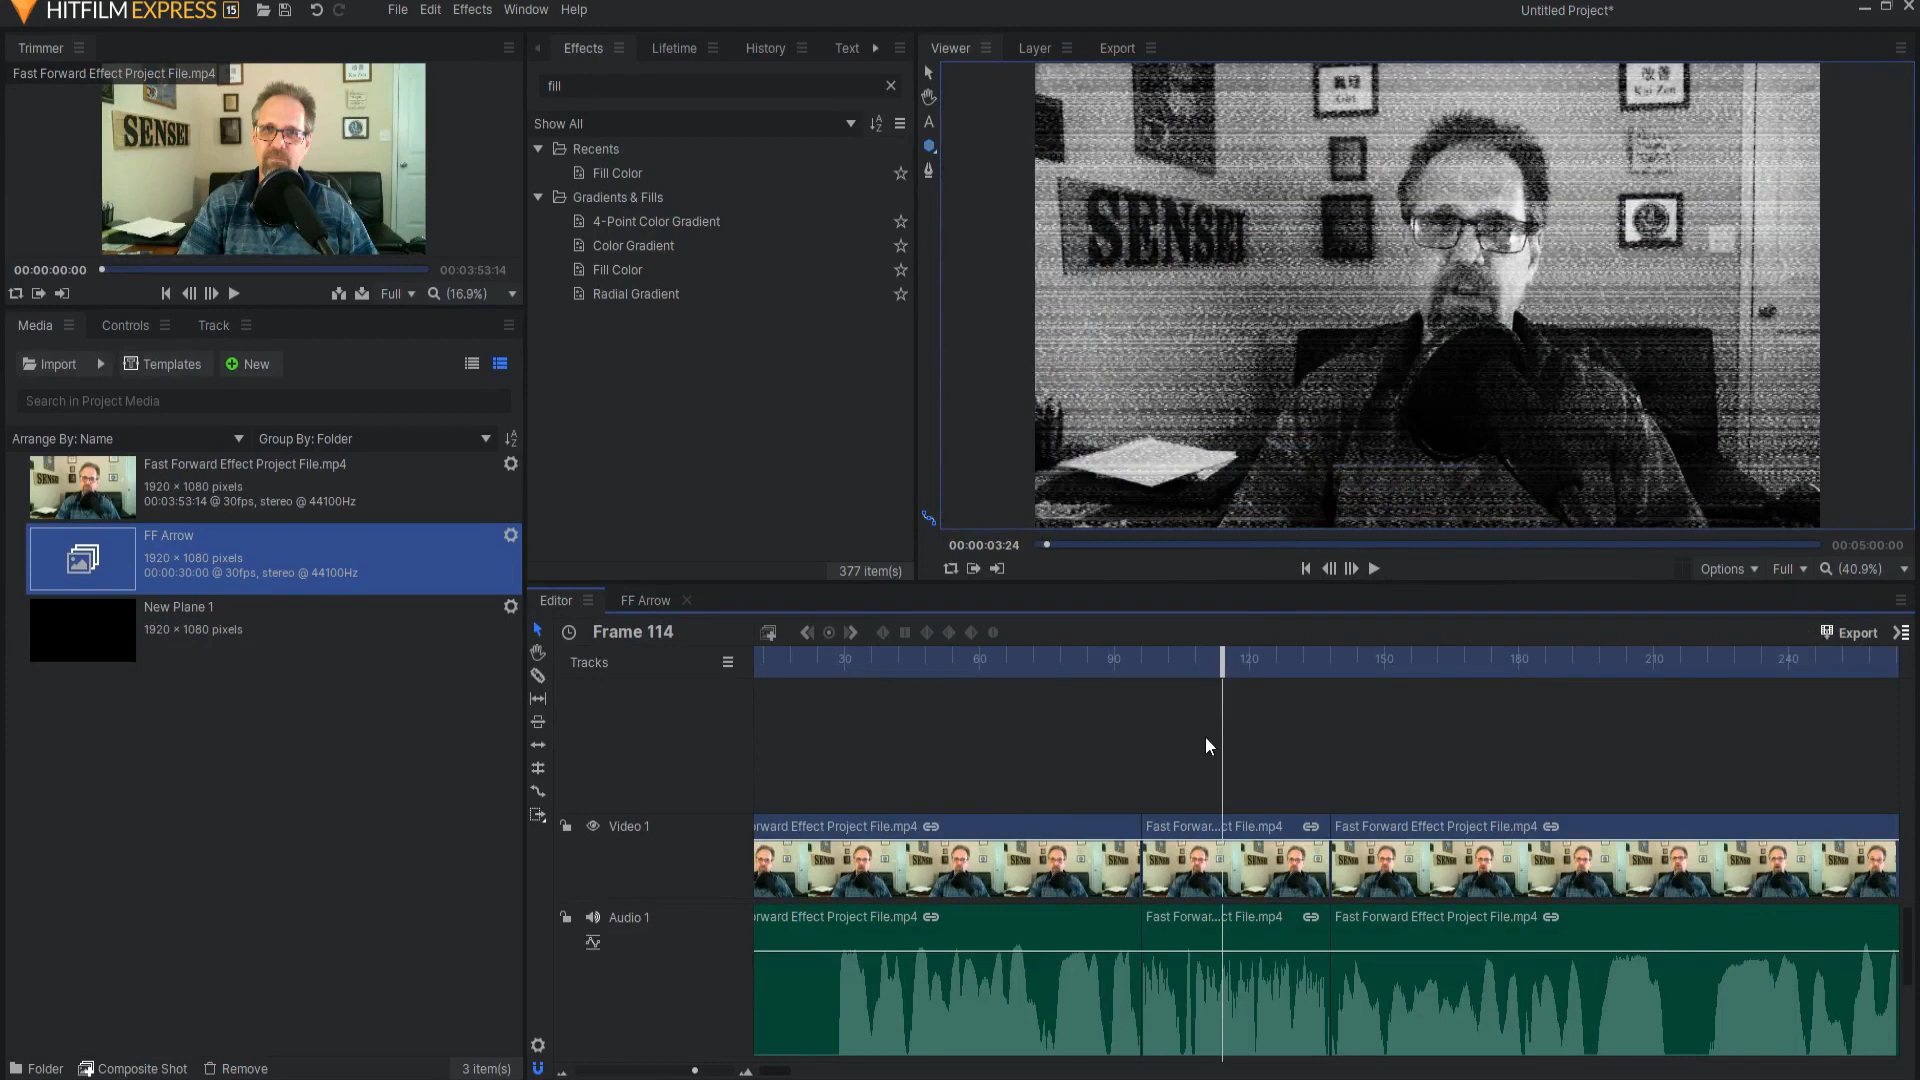 HITFILM EXPRESS 15
File Edit Effects Window Help
Untitled Project*
Trimmer
Fast Forward Effect Project File.mp4
SENSEI
00:00:00:00
00:03:53:14
Full
(16.9%)
Media
Controls
Track
Import
Templates
New
Search in Project Media
Arrange By: Name
Group By: Folder
Fast Forward Effect Project File.mp4
1920 × 1080 pixels
00:03:53:14 @ 30fps, stereo @ 44100Hz
FF Arrow
1920 × 1080 pixels
00:00:30:00 @ 30fps, stereo @ 44100Hz
New Plane 1
1920 × 1080 pixels
Folder
Composite Shot
Remove
3 item(s)
Effects
Lifetime
History
Text
fill
Show All
Recents
Fill Color
Gradients & Fills
4-Point Color Gradient
Color Gradient
Fill Color
Radial Gradient
377 item(s)
Viewer
Layer
Export
改善
Kai Zen
SENSEI
00:00:03:24
00:05:00:00
Options
Full
(40.9%)
Editor
FF Arrow
Frame 114
Export
Tracks
30 60 90 120 150 180 210 240
Video 1
rward Effect Project File.mp4
Fast Forwar...ct File.mp4
Fast Forward Effect Project File.mp4
Audio 1
rward Effect Project File.mp4
Fast Forwar...ct File.mp4
Fast Forward Effect Project File.mp4